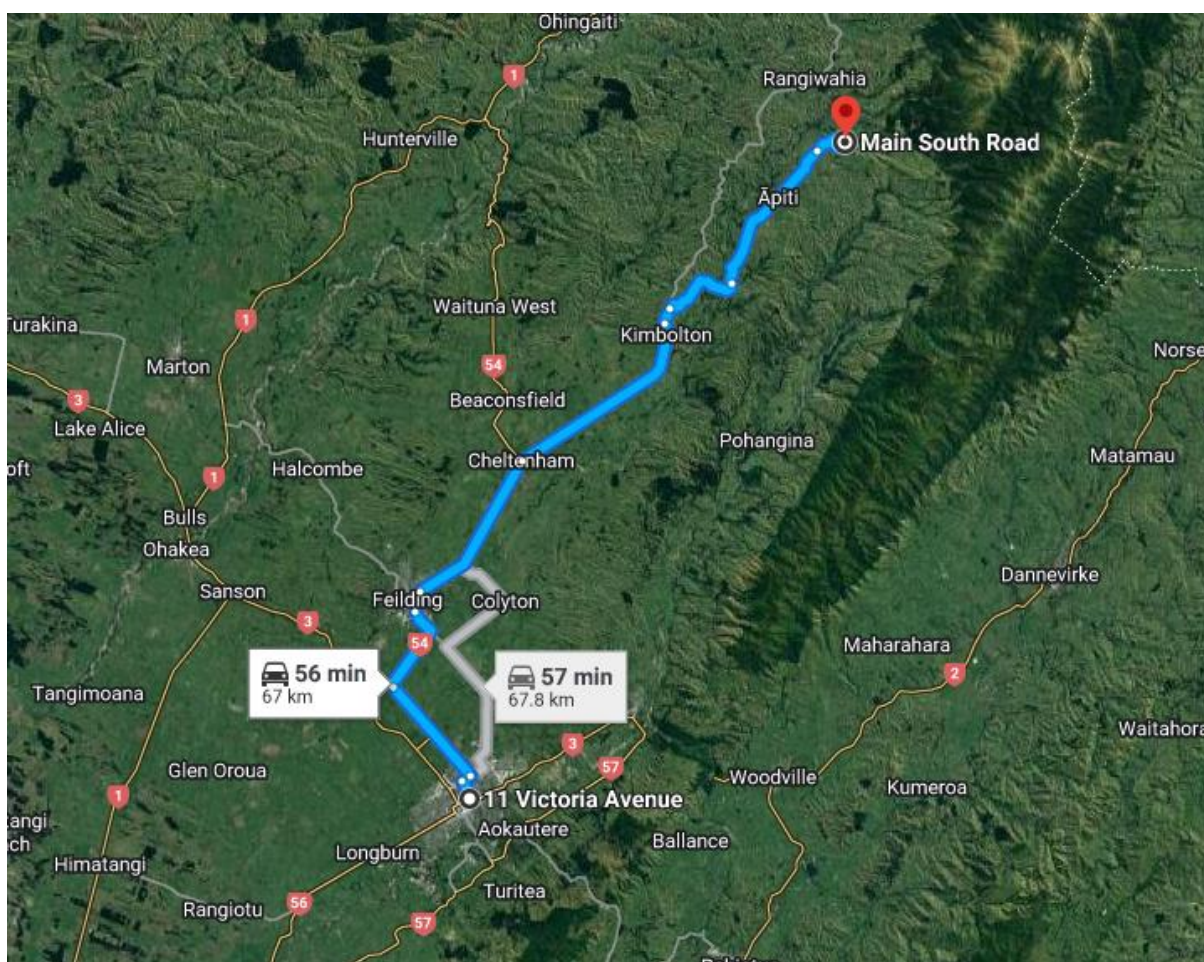 Ohingaiti
1
Rangiwahia
Hunterville
Main South Road
Āpiti
Waituna West
1
Turakina
Kimbolton
Norse
Marton
54
3
Beaconsfield
Lake Alice
Pohangina
Cheltenham
Matamau
oft
Halcombe
1
Bulls
Ohakea
Dannevirke
Sanson
Feilding
Colyton
3
54
Maharahara
56 min
67 km
57 min
67.8 km
2
Tangimoana
Waitahora
3
57
Glen Oroua
Woodville
Kumeroa
1
11 Victoria Avenue
tangi
ch
Aokautere
Ballance
Longburn
Himatangi
Turitea
Rangiotu
56
57